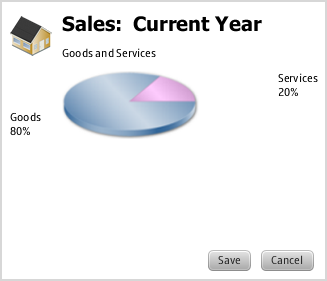 Sales: Current Year
Goods and Services
Services
20%
Goods
80%
Save
Cancel